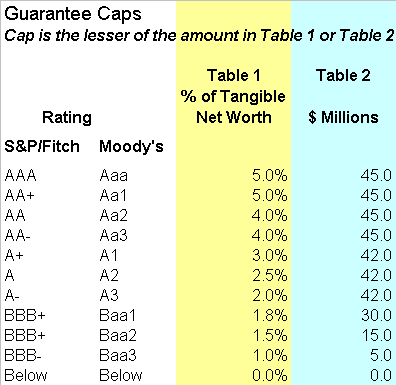 Guarantee Caps
Cap is the lesser of the amount in Table 1 or Table 2
Table 1 Table 2
% of Tangible
Rating Net Worth $ Millions
S&P/Fitch Moody's
AAA Aaa 5.0% 45.0
AA+ Aa1 5.0% 45.0
AA Aa2 4.0% 45.0
AA- Aa3 4.0% 45.0
A+ A1 3.0% 42.0
A A2 2.5% 42.0
A- A3 2.0% 42.0
BBB+ Baa1 1.8% 30.0
BBB+ Baa2 1.5% 15.0
BBB- Baa3 1.0% 5.0
Below Below 0.0% 0.0